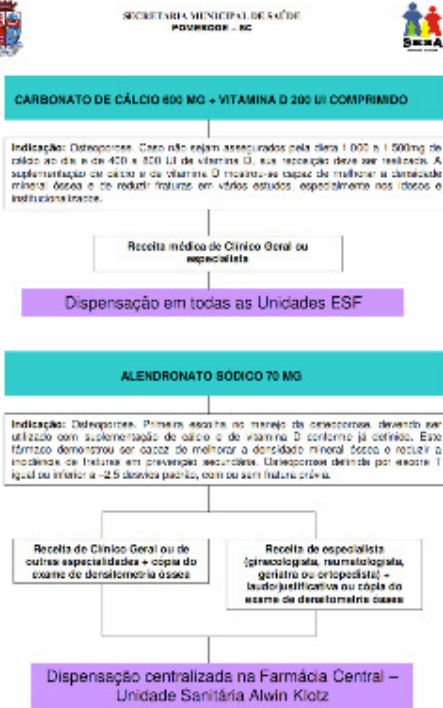 SECRETARIA MUNICIPAL DE SAÚDE
POMERODE – SC
SEMSA
CARBONATO DE CÁLCIO 600 MG + VITAMINA D 200 UI COMPRIMIDO
Indicação: Osteoporose. Caso não sejam assegurados pela dieta 1.000 a 1.500mg de
cálcio ao dia e de 400 a 800 UI de vitamina D, sua reposição deve ser realizada. A
suplementação de cálcio e de vitamina D mostrou-se capaz de melhorar a densidade
mineral óssea e de reduzir fraturas em vários estudos, especialmente nos idosos e
institucionalizados.
Receita médica de Clínico Geral ou
especialista
Dispensação em todas as Unidades ESF
ALENDRONATO SÓDICO 70 MG
Indicação: Osteoporose. Primeira escolha no manejo da osteoporose, devendo ser
utilizado com suplementação de cálcio e de vitamina D conforme já definido. Este
fármaco demonstrou ser capaz de melhorar a densidade mineral óssea e reduzir a
incidência de fraturas em prevenção secundária. Osteoporose definida por escore T
igual ou inferior a –2,5 desvios padrão, com ou sem fratura prévia.
Receita de Clínico Geral ou de
outras especialidades + cópia do
exame de densitometria óssea
Receita de especialista
(ginecologista, reumatologista,
geriatra ou ortopedista) +
laudo/justificativa ou cópia do
exame de densitometria óssea
Dispensação centralizada na Farmácia Central –
Unidade Sanitária Alwin Klotz